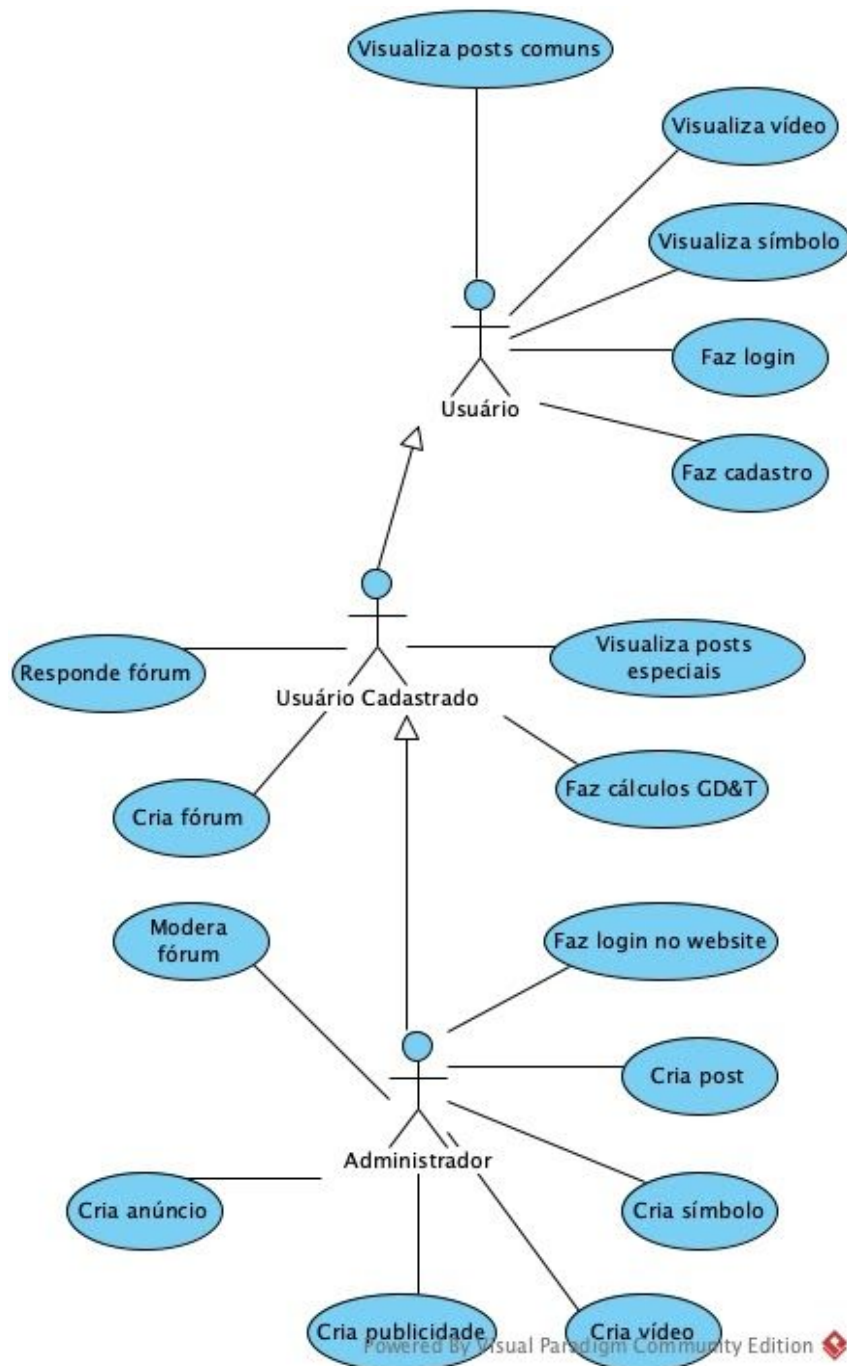 Visualiza posts comuns
Visualiza vídeo
Visualiza símbolo
Faz login
Usuário
Faz cadastro
Responde fórum
Visualiza posts
especiais
Usuário Cadastrado
Cria fórum
Faz cálculos GD&T
Modera
fórum
Faz login no website
Cria post
Administrador
Cria anúncio
Cria símbolo
Cria publicidade
Cria vídeo
Powered By Visual Paradigm Community Edition